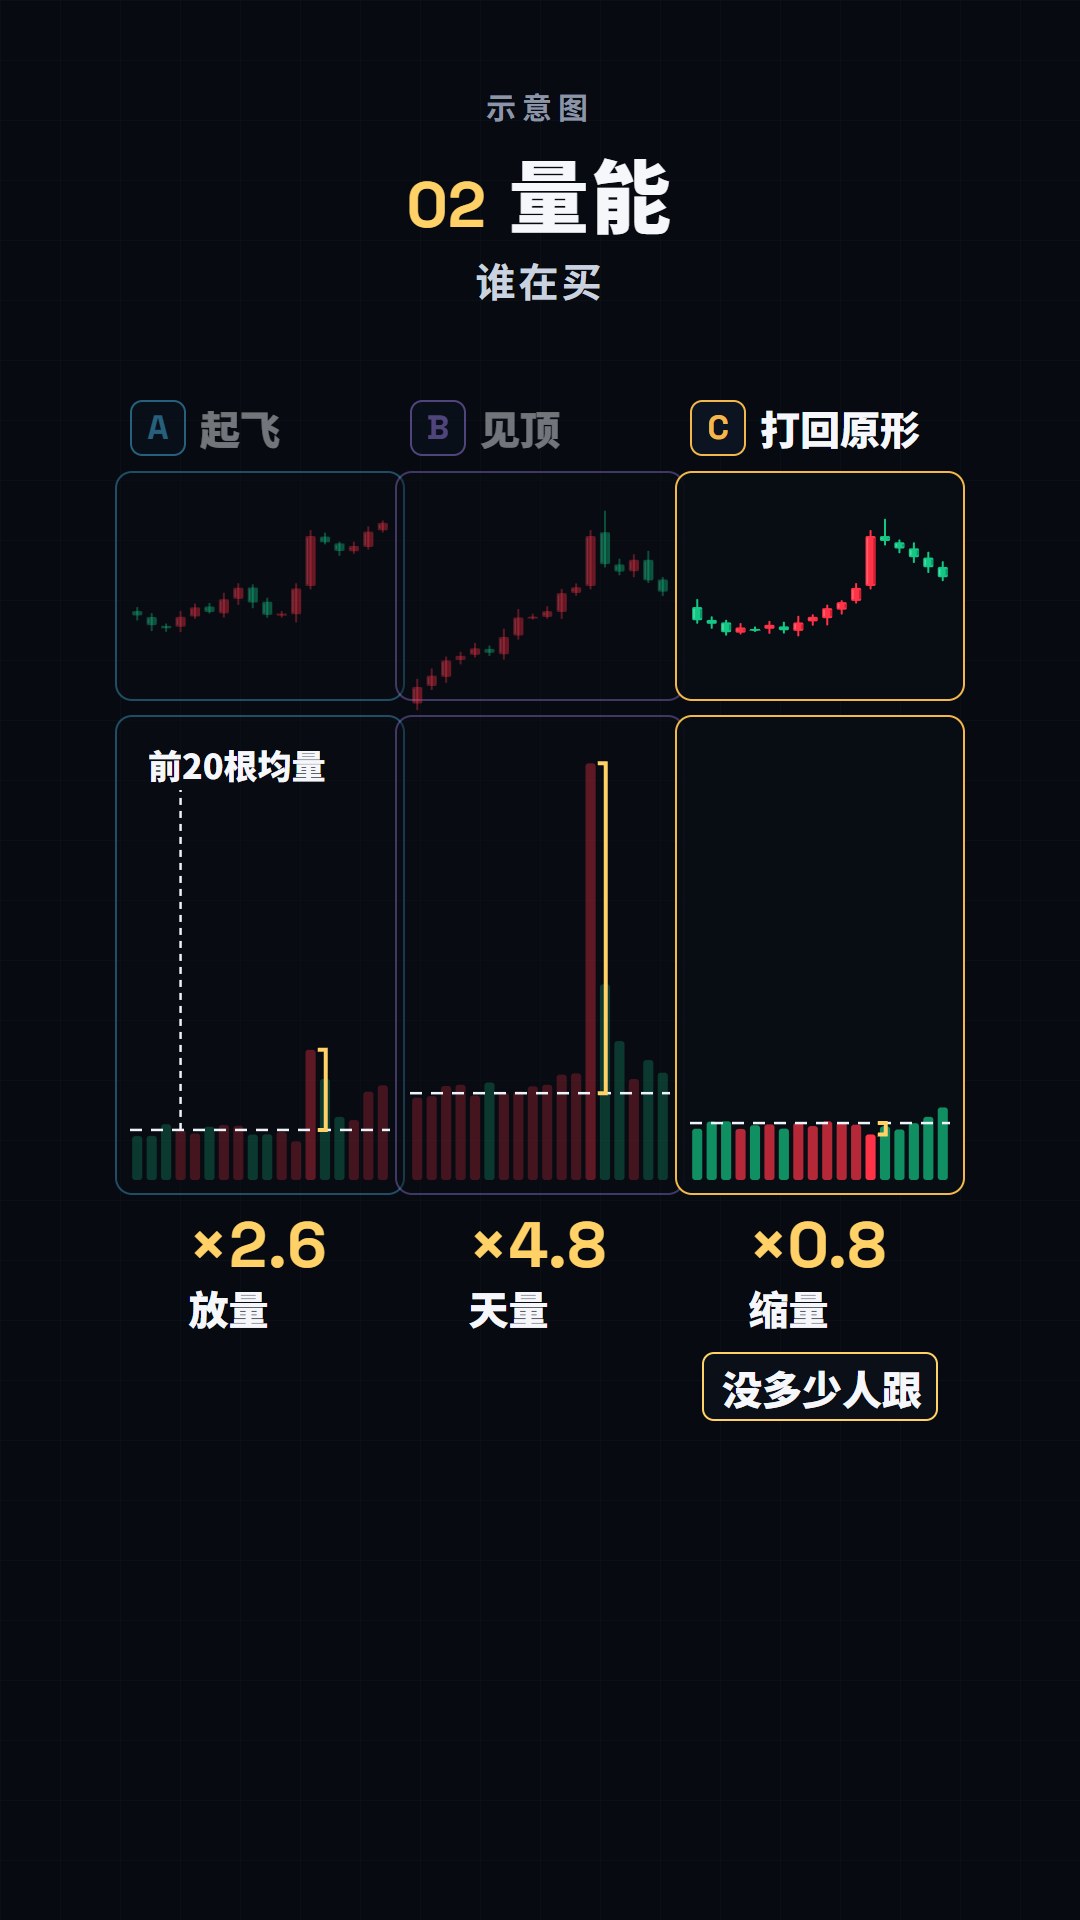 示意图
02 量能
谁在买
A 起飞
B 见顶
C 打回原形
前20根均量
×2.6
放量
×4.8
天量
×0.8
缩量
没多少人跟